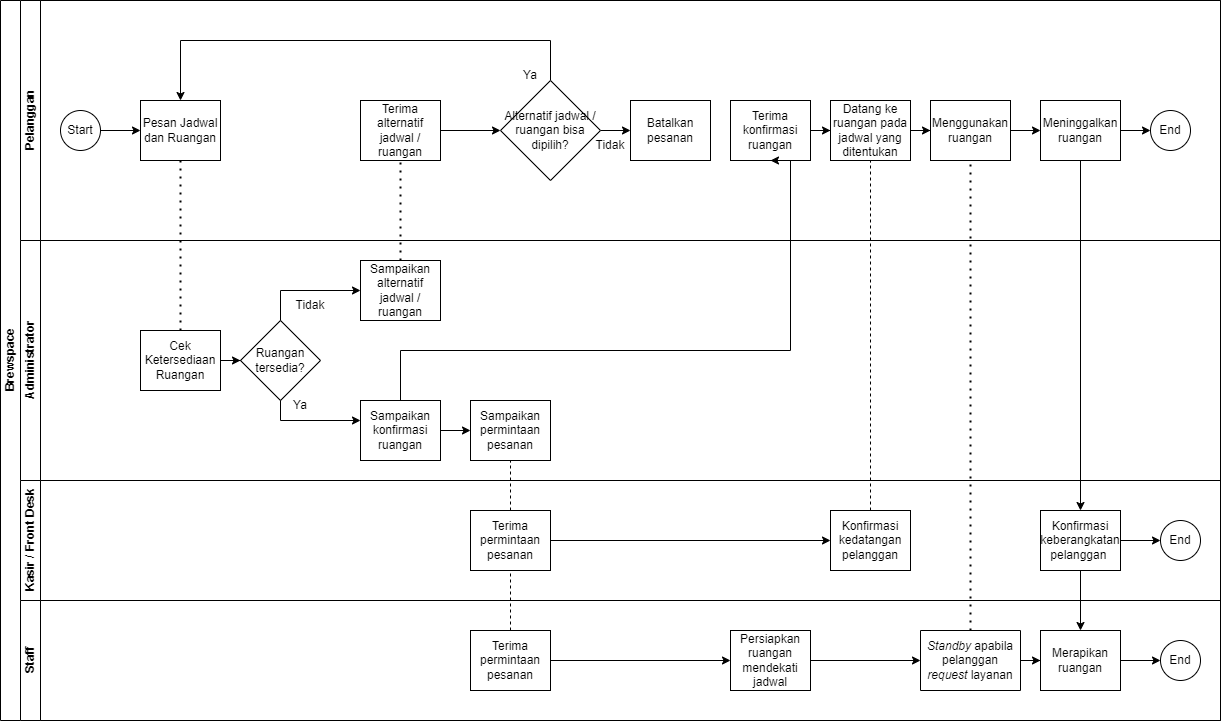 Brewspace
Pelanggan
Start
Pesan Jadwal
dan Ruangan
Terima
alternatif
jadwal /
ruangan
Ya
Alternatif jadwal /
ruangan bisa
dipilih?
Tidak
Batalkan
pesanan
Terima
konfirmasi
ruangan
Datang ke
ruangan pada
jadwal yang
ditentukan
Menggunakan
ruangan
Meninggalkan
ruangan
End
Administrator
Cek
Ketersediaan
Ruangan
Ruangan
tersedia?
Tidak
Sampaikan
alternatif
jadwal /
ruangan
Ya
Sampaikan
konfirmasi
ruangan
Sampaikan
permintaan
pesanan
Kasir / Front Desk
Terima
permintaan
pesanan
Konfirmasi
kedatangan
pelanggan
Konfirmasi
keberangkatan
pelanggan
End
Staff
Terima
permintaan
pesanan
Persiapkan
ruangan
mendekati
jadwal
Standby apabila
pelanggan
request layanan
Merapikan
ruangan
End